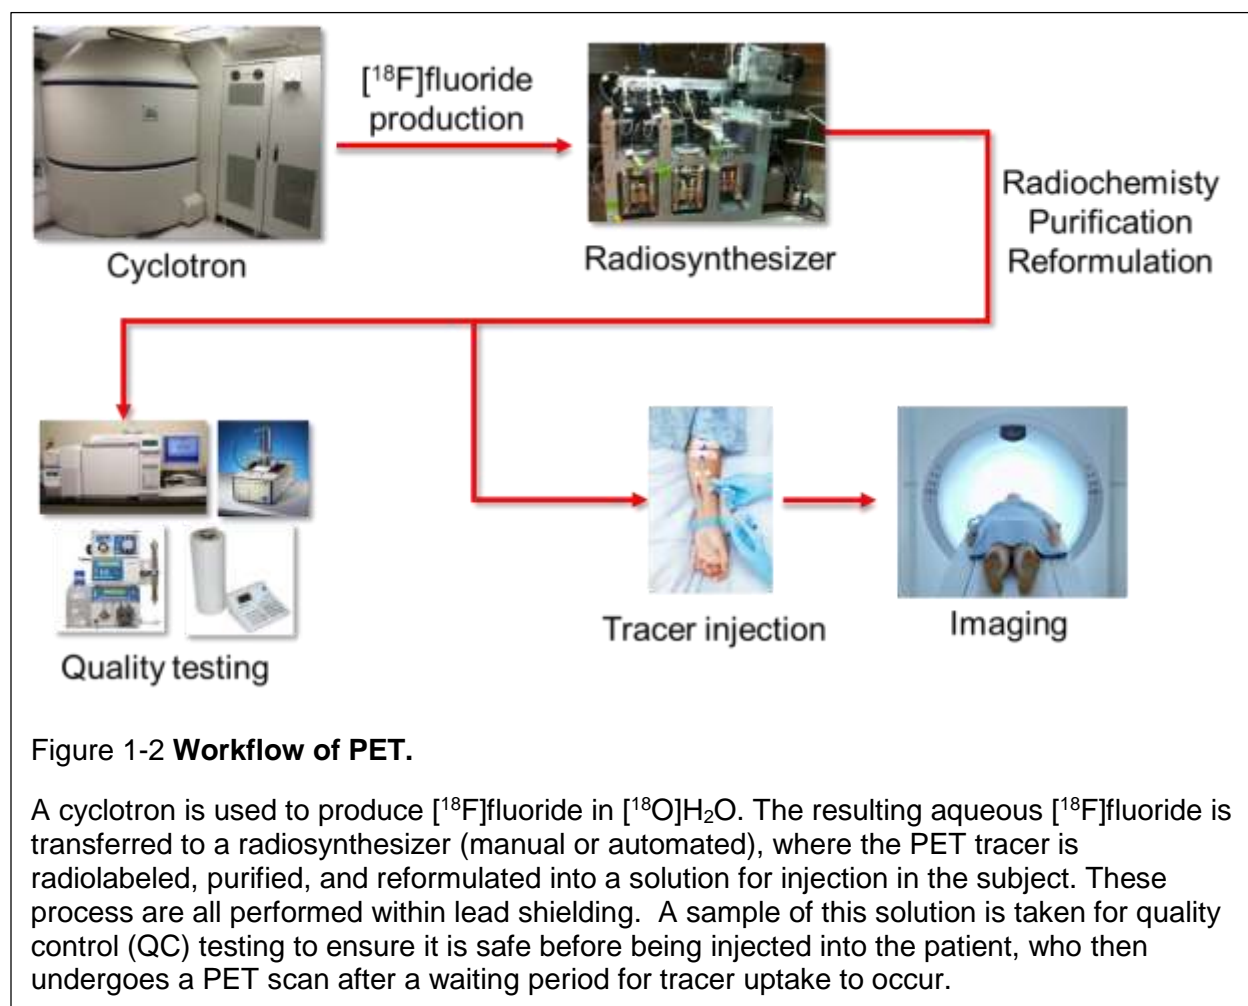 [¹⁸F]fluoride
production
Cyclotron
Radiosynthesizer
Radiochemisty
Purification
Reformulation
Quality testing
Tracer injection
Imaging
Figure 1-2 Workflow of PET.
A cyclotron is used to produce [¹⁸F]fluoride in [¹⁸O]H₂O. The resulting aqueous [¹⁸F]fluoride is
transferred to a radiosynthesizer (manual or automated), where the PET tracer is
radiolabeled, purified, and reformulated into a solution for injection in the subject. These
process are all performed within lead shielding.  A sample of this solution is taken for quality
control (QC) testing to ensure it is safe before being injected into the patient, who then
undergoes a PET scan after a waiting period for tracer uptake to occur.